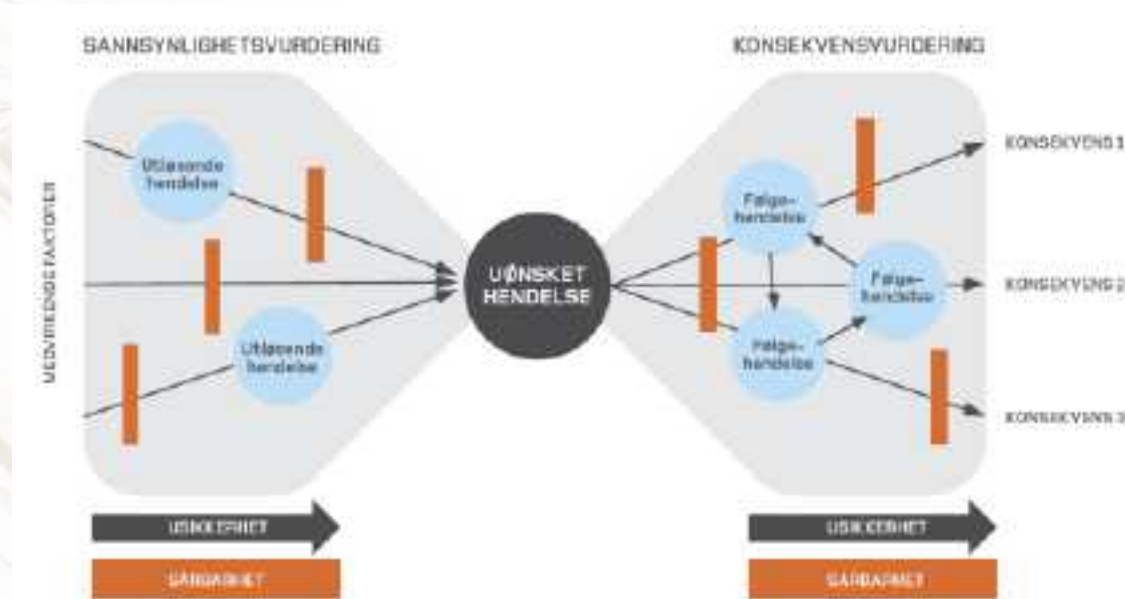 SANNSYNLIGHETSVURDERING
KONSEKVENSVURDERING
MEDVIRKENDE FAKTORER
Utløsende
hendelse
Utløsende
hendelse
UØNSKET
HENDELSE
Følge-
hendelse
Følge-
hendelse
Følge-
hendelse
KONSEKVENS 1
KONSEKVENS 2
KONSEKVENS 3
USIKKERHET
SÅRBARHET
USIKKERHET
SÅRBARHET